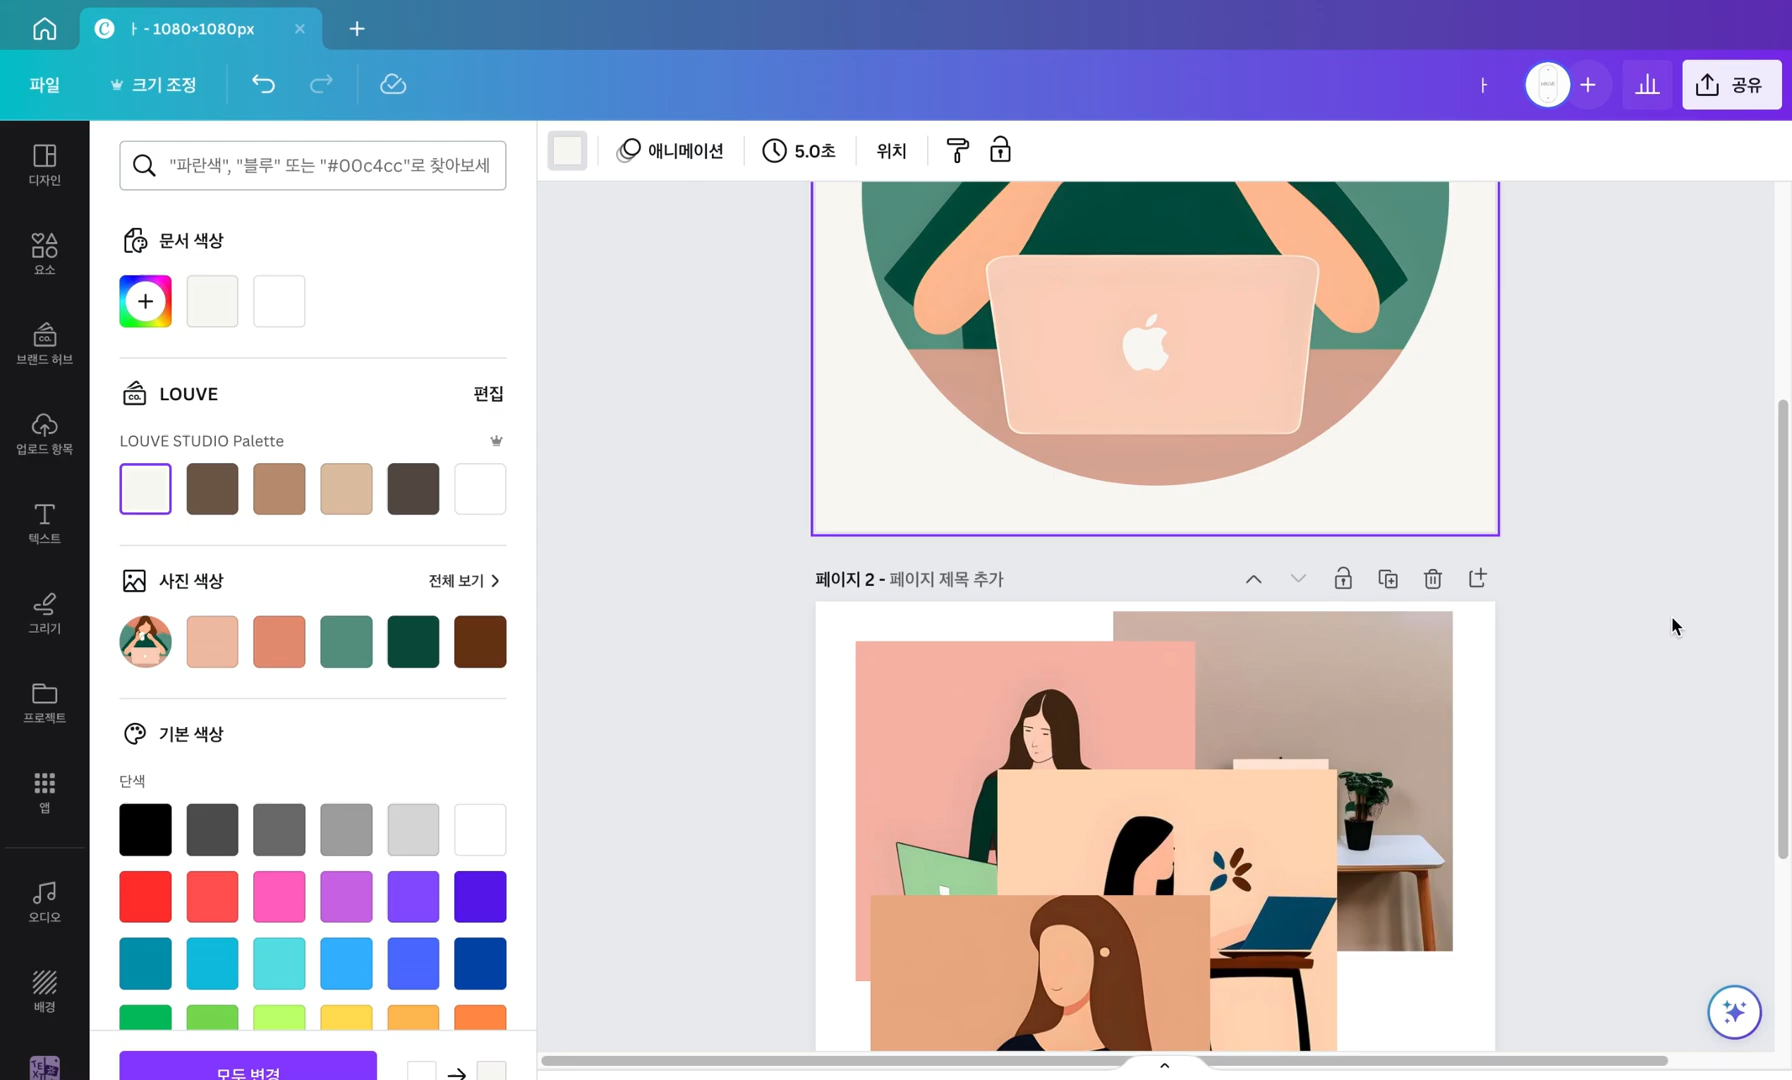 ㅏ - 1080×1080px
파일
크기 조정
ㅏ
공유
디자인
요소
브랜드 허브
업로드 항목
텍스트
그리기
프로젝트
앱
오디오
배경
"파란색", "블루" 또는 "#00c4cc"로 찾아보세
문서 색상
CO.
LOUVE
편집
LOUVE STUDIO Palette
사진 색상
전체 보기
기본 색상
단색
모두 변경
애니메이션
5.0초
위치
페이지 2 - 페이지 제목 추가